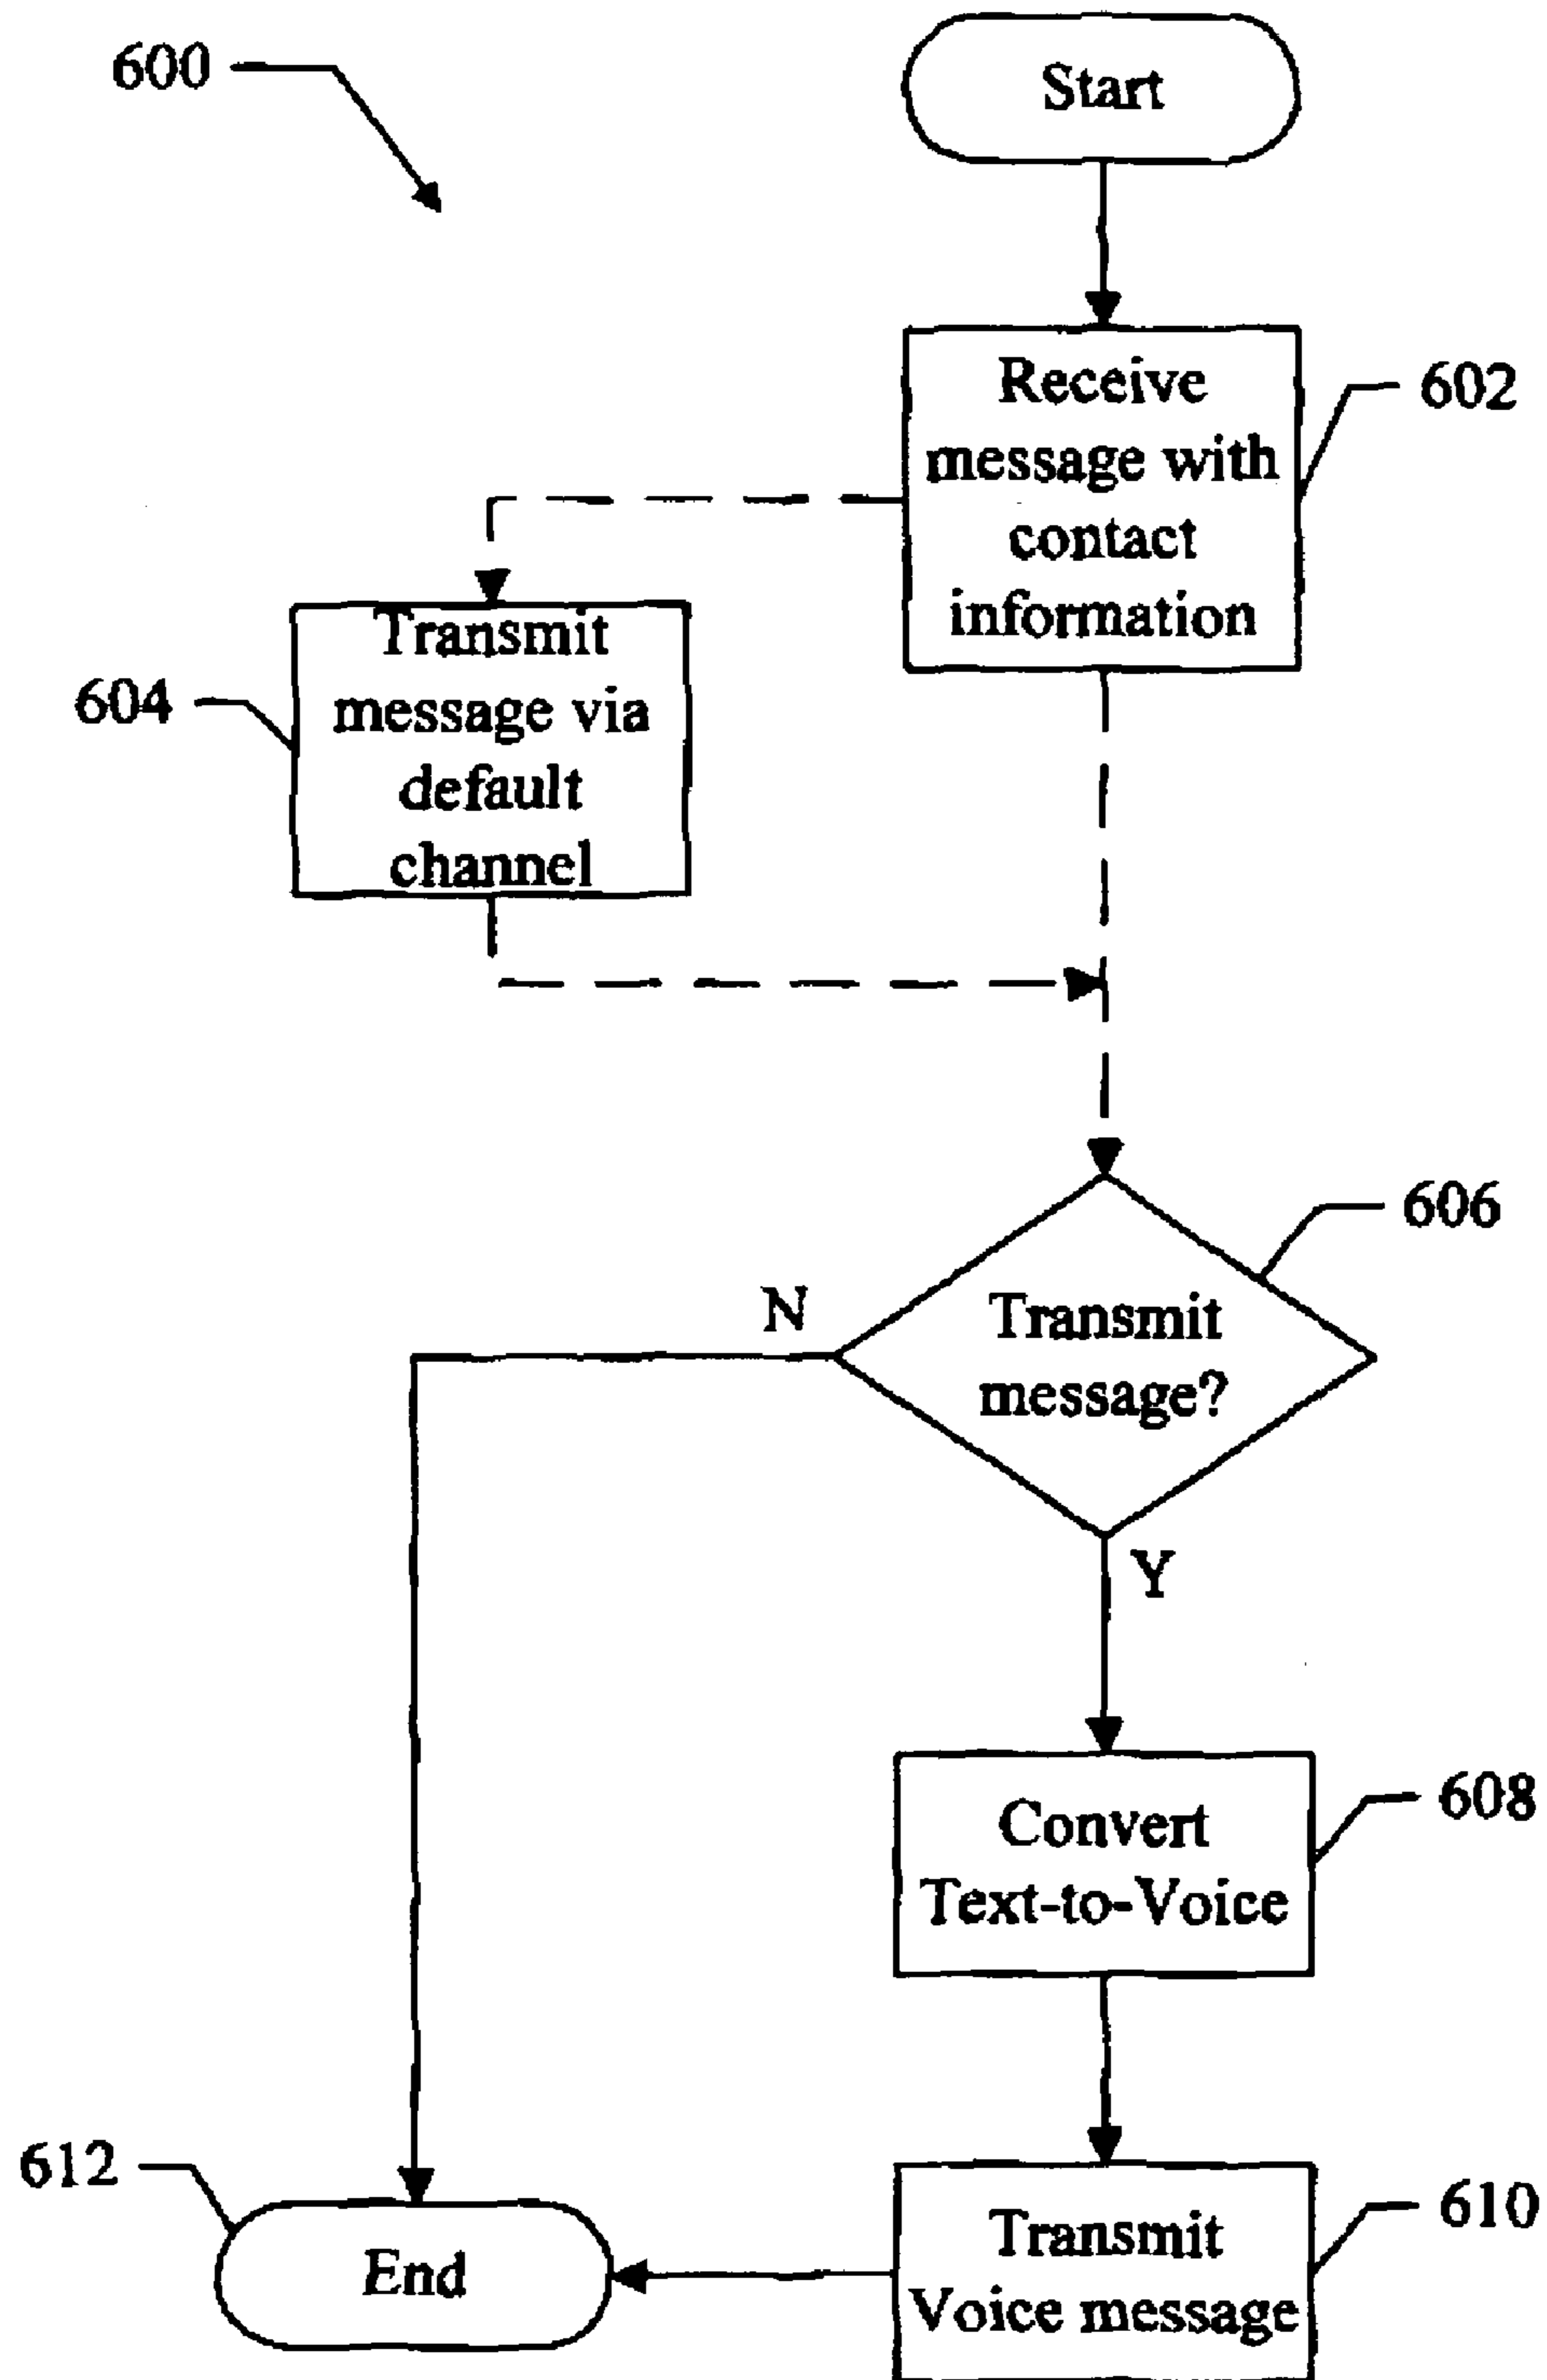 600
Start
Receive
message with
contact
information
602
Transmit
message via
default
channel
604
606
Transmit
message?
N
Y
Convert
Text-to-Voice
608
Transmit
Voice message
610
612
End